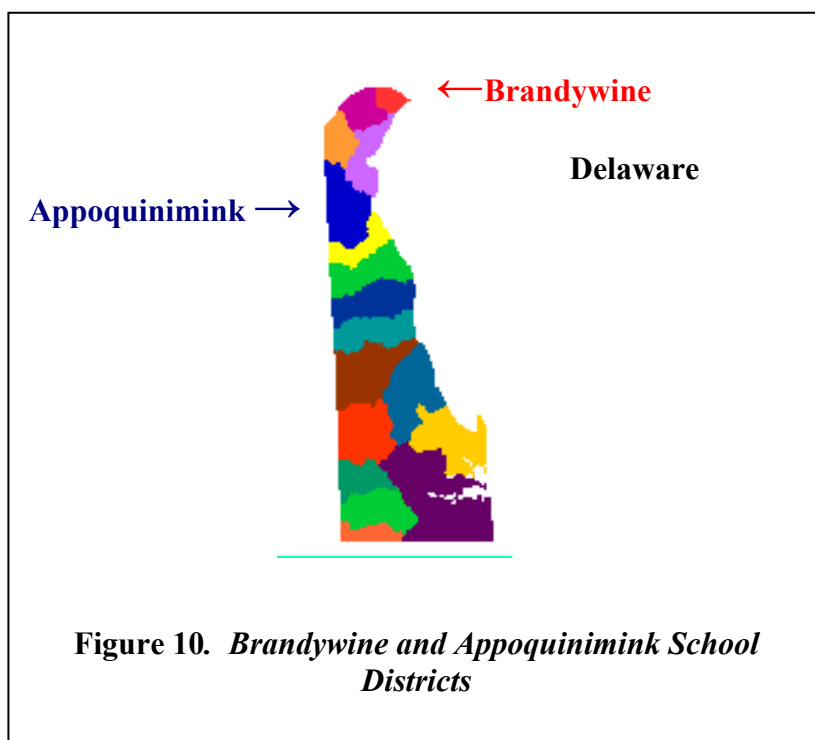 ←Brandywine
Delaware
Appoquinimink →
Figure 10. Brandywine and Appoquinimink School
Districts